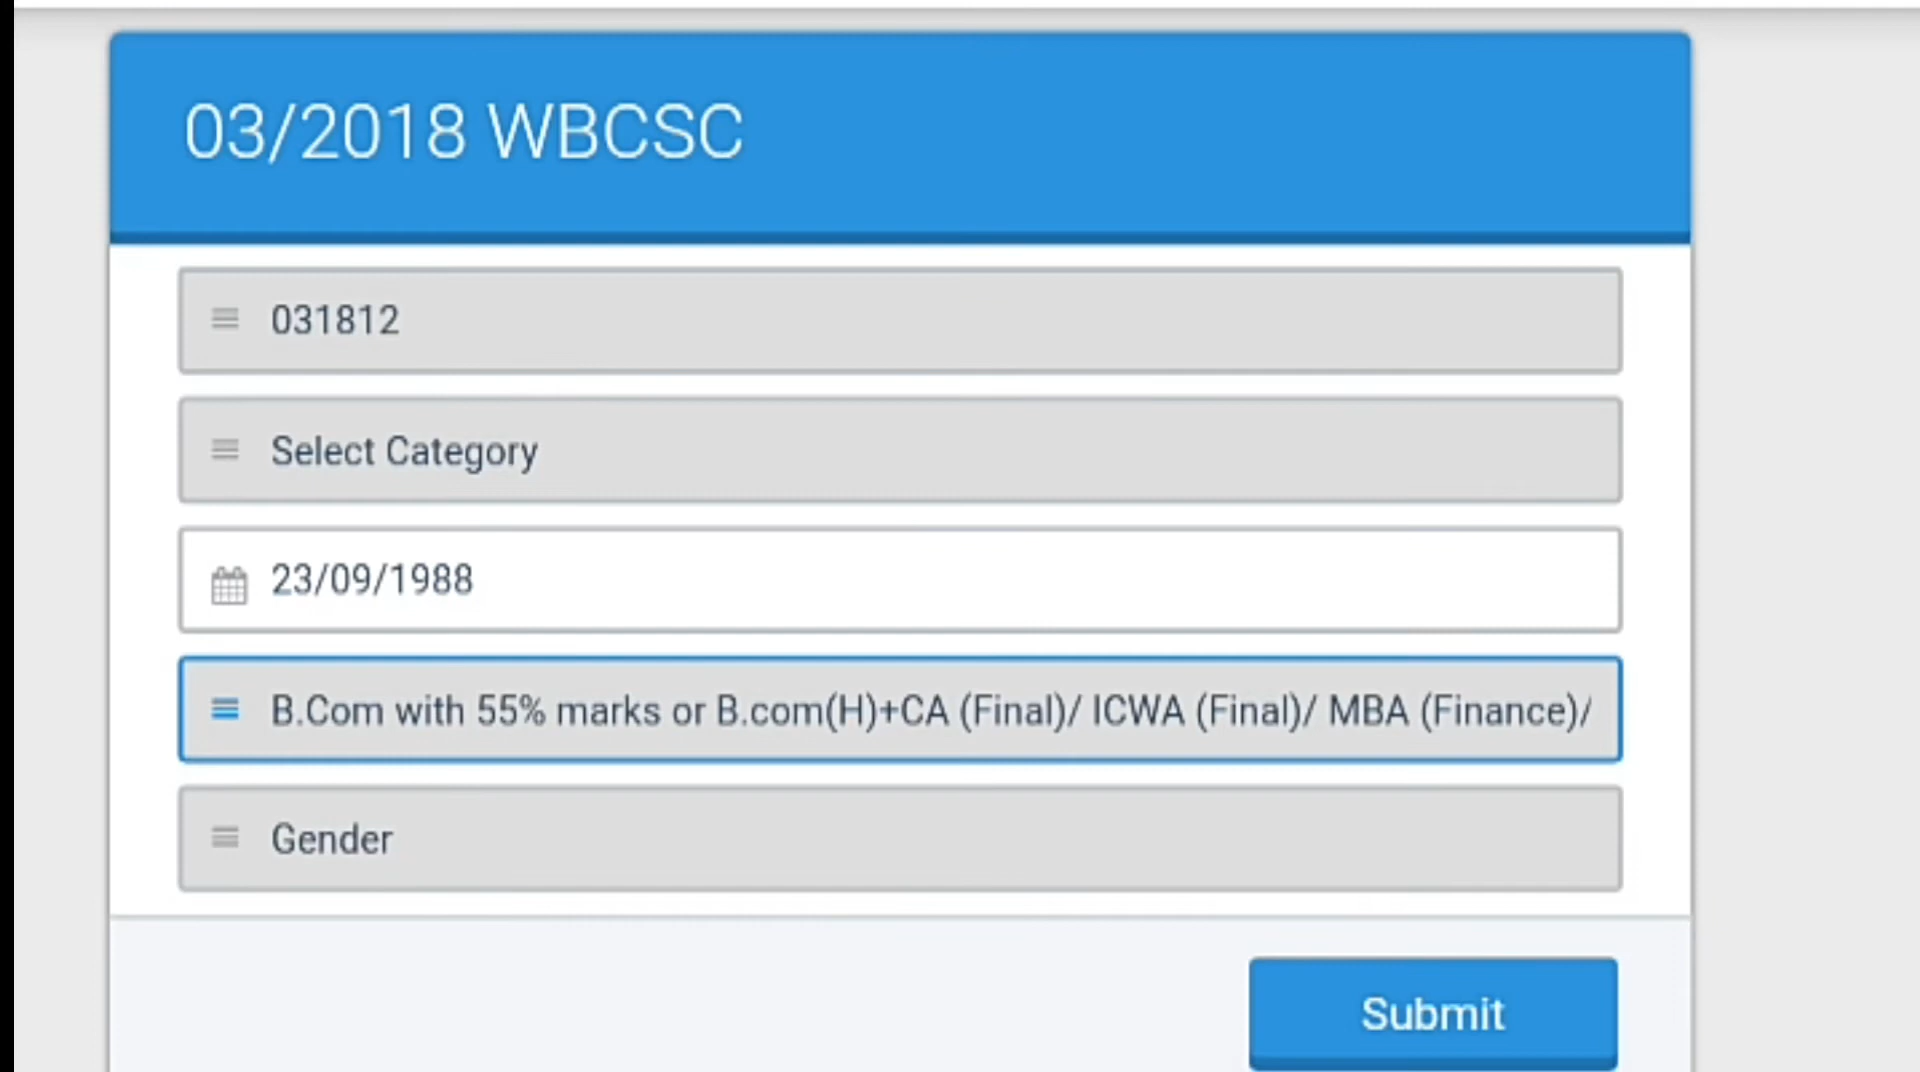 03/2018 WBCSC
031812
Select Category
23/09/1988
B.Com with 55% marks or B.com(H)+CA (Final)/ ICWA (Final)/ MBA (Finance)/
Gender
Submit